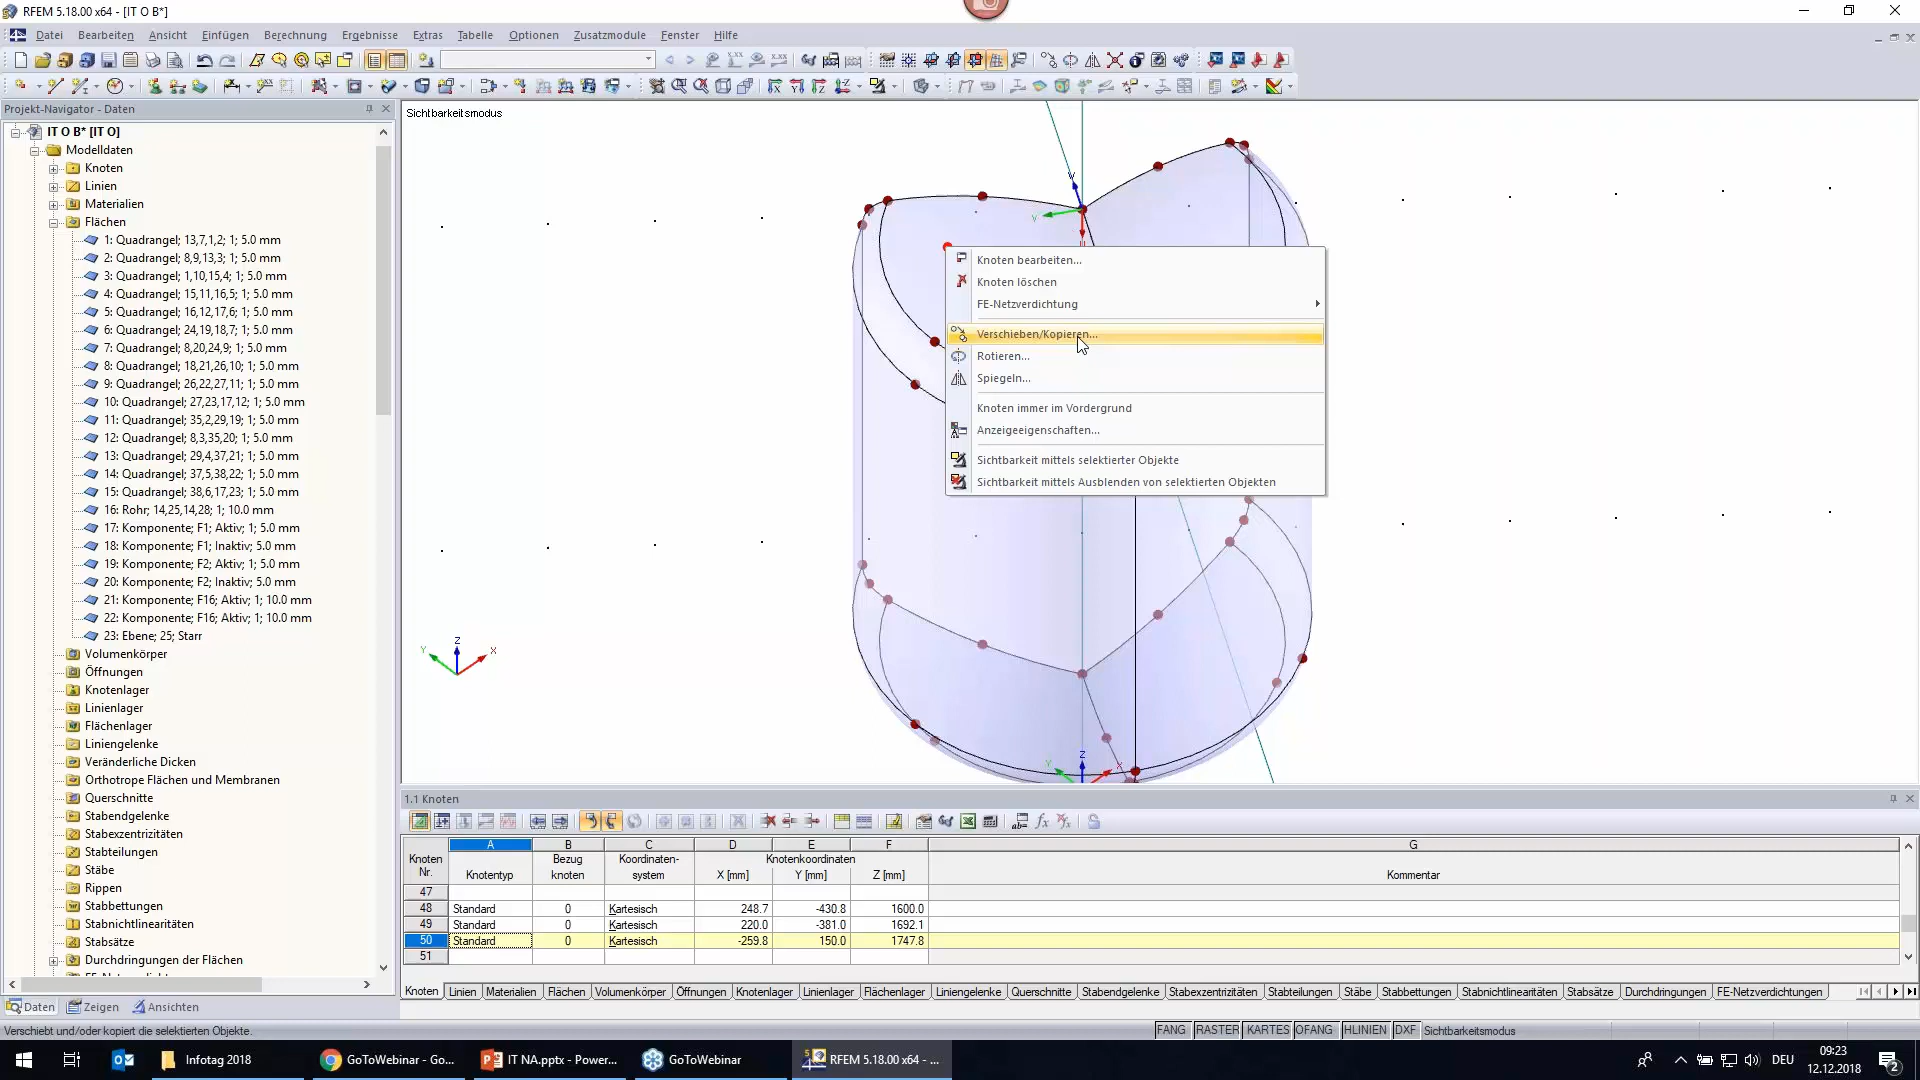 RFEM 5.18.00 x64 - [IT O B*]
Datei Bearbeiten Ansicht Einfügen Berechnung Ergebnisse Extras Tabelle Optionen Zusatzmodule Fenster Hilfe
Projekt-Navigator - Daten
IT O B* [IT O]
Modelldaten
Knoten
Linien
Materialien
Flächen
1: Quadrangel; 13,7,1,2; 1; 5.0 mm
2: Quadrangel; 8,9,13,3; 1; 5.0 mm
3: Quadrangel; 1,10,15,4; 1; 5.0 mm
4: Quadrangel; 15,11,16,5; 1; 5.0 mm
5: Quadrangel; 16,12,17,6; 1; 5.0 mm
6: Quadrangel; 24,19,18,7; 1; 5.0 mm
7: Quadrangel; 8,20,24,9; 1; 5.0 mm
8: Quadrangel; 18,21,26,10; 1; 5.0 mm
9: Quadrangel; 26,22,27,11; 1; 5.0 mm
10: Quadrangel; 27,23,17,12; 1; 5.0 mm
11: Quadrangel; 35,2,29,19; 1; 5.0 mm
12: Quadrangel; 8,3,35,20; 1; 5.0 mm
13: Quadrangel; 29,4,37,21; 1; 5.0 mm
14: Quadrangel; 37,5,38,22; 1; 5.0 mm
15: Quadrangel; 38,6,17,23; 1; 5.0 mm
16: Rohr; 14,25,14,28; 1; 10.0 mm
17: Komponente; F1; Aktiv; 1; 5.0 mm
18: Komponente; F1; Inaktiv; 5.0 mm
19: Komponente; F2; Aktiv; 1; 5.0 mm
20: Komponente; F2; Inaktiv; 5.0 mm
21: Komponente; F16; Aktiv; 1; 10.0 mm
22: Komponente; F16; Aktiv; 1; 10.0 mm
23: Ebene; 25; Starr
Volumenkörper
Öffnungen
Knotenlager
Linienlager
Flächenlager
Liniengelenke
Veränderliche Dicken
Orthotrope Flächen und Membranen
Querschnitte
Stabendgelenke
Stabexzentrizitäten
Stabteilungen
Stäbe
Rippen
Stabbettungen
Stabnichtlinearitäten
Stabsätze
Durchdringungen der Flächen
Daten Zeigen Ansichten
Sichtbarkeitsmodus
Y
Knoten bearbeiten...
Knoten löschen
FE-Netzverdichtung
Verschieben/Kopieren...
Rotieren...
Spiegeln...
Knoten immer im Vordergrund
Anzeigeeigenschaften...
Sichtbarkeit mittels selektierter Objekte
Sichtbarkeit mittels Ausblenden von selektierten Objekten
Y Z X
Y Z X
1.1 Knoten
A B C D E F G
Knoten Nr. Knotentyp Bezug knoten Koordinaten-system Knotenkoordinaten X [mm] Y [mm] Z [mm] Kommentar
47
48 Standard 0 Kartesisch 248.7 -430.8 1600.0
49 Standard 0 Kartesisch 220.0 -381.0 1692.1
50 Standard 0 Kartesisch -259.8 150.0 1747.8
51
Knoten Linien Materialien Flächen Volumenkörper Öffnungen Knotenlager Linienlager Flächenlager Liniengelenke Querschnitte Stabendgelenke Stabexzentrizitäten Stabteilungen Stäbe Stabbettungen Stabnichtlinearitäten Stabsätze Durchdringungen FE-Netzverdichtungen
Verschiebt und/oder kopiert die selektierten Objekte.
FANG RASTER KARTES OFANG HLINIEN DXF Sichtbarkeitsmodus
Infotag 2018 GoToWebinar - Go... IT NA.pptx - Power... GoToWebinar RFEM 5.18.00 x64 - ... DEU 09:23
12.12.2018
2